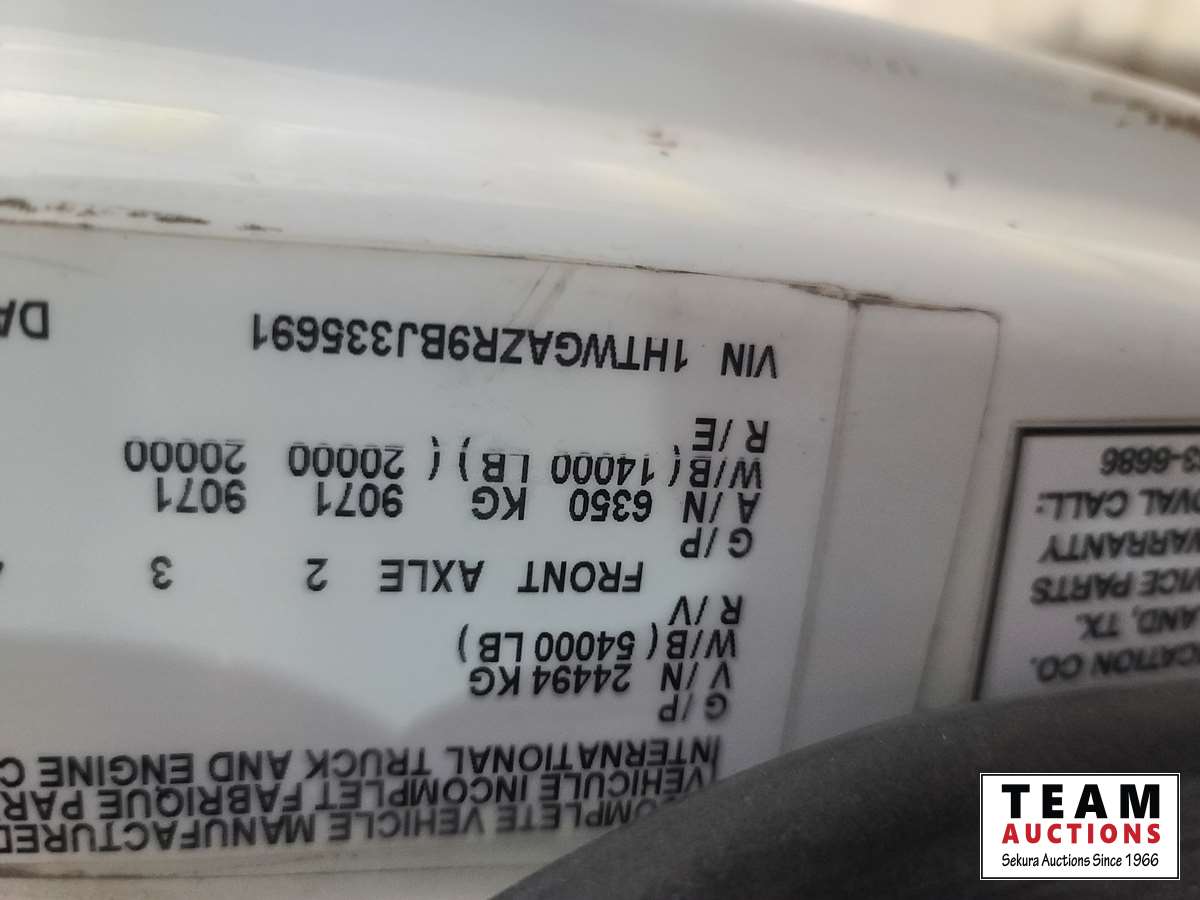 COMPLETE VEHICLE MANUFACTURED
VEHICULE INCOMPLET FABRIQUE PAR
INTERNATIONAL TRUCK AND ENGINE C
G/P
V/N 24494 KG
W/B ( 54000 LB )
R/V
FRONT AXLE 2 3
G/P
A/N 6350 KG 9071 9071
W/B ( 14000 LB ) ( 20000 20000
R/E
VIN 1HTWGAZR9BJ335691 DA
CATION CO.
AND, TX.
VICE PARTS
WARRANTY
OVAL CALL:-
3-6686
TEAM
AUCTIONS
Sekura Auctions Since 1966